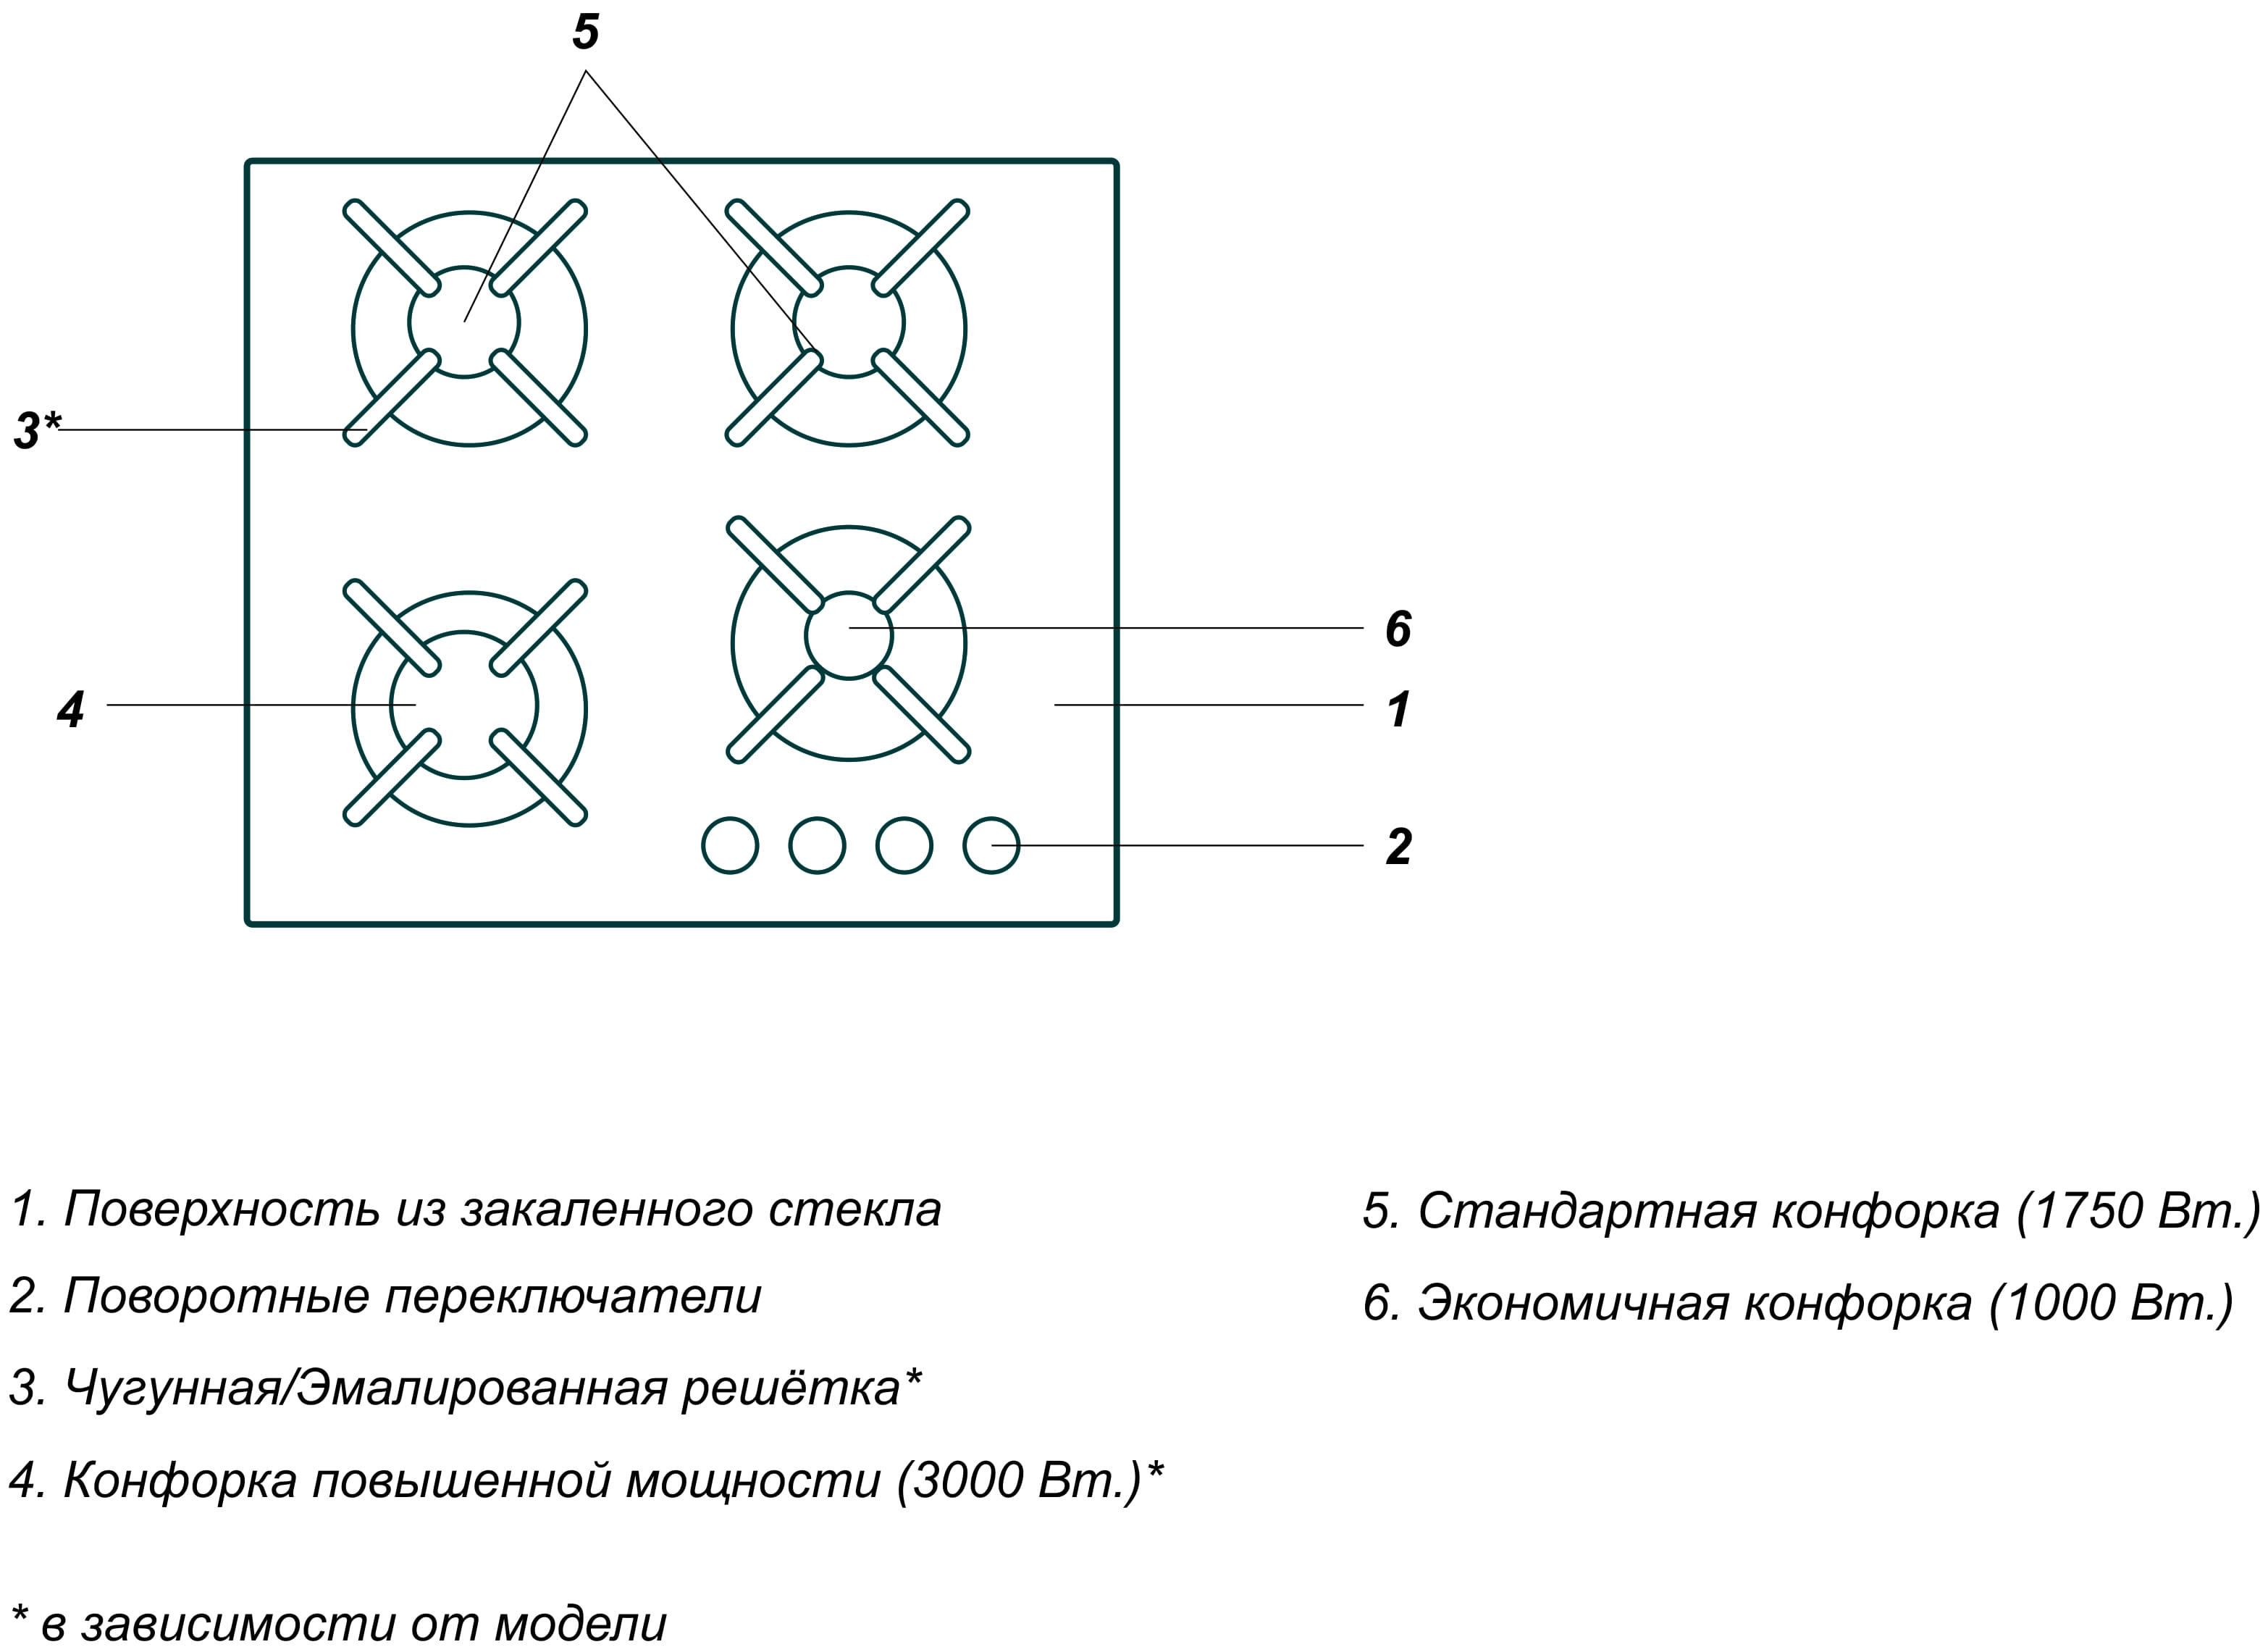 5
3*
6
4
1
2
1. Поверхность из закаленного стекла
2. Поворотные переключатели
3. Чугунная/Эмалированная решётка*
4. Конфорка повышенной мощности (3000 Вт.)*
5. Стандартная конфорка (1750 Вт.)
6. Экономичная конфорка (1000 Вт.)
* в зависимости от модели